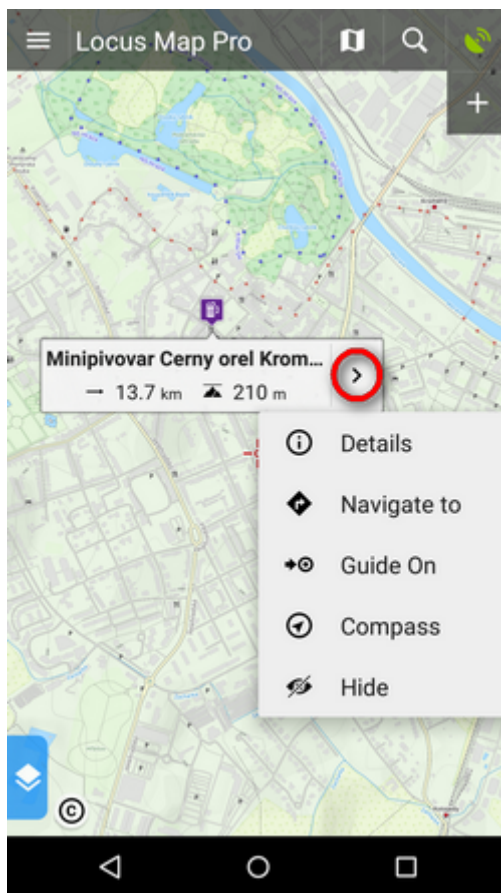 Locus Map Pro
Minipivovar Cerny orel Krom...
13.7 km 210 m
Details
Navigate to
Guide On
Compass
Hide
©